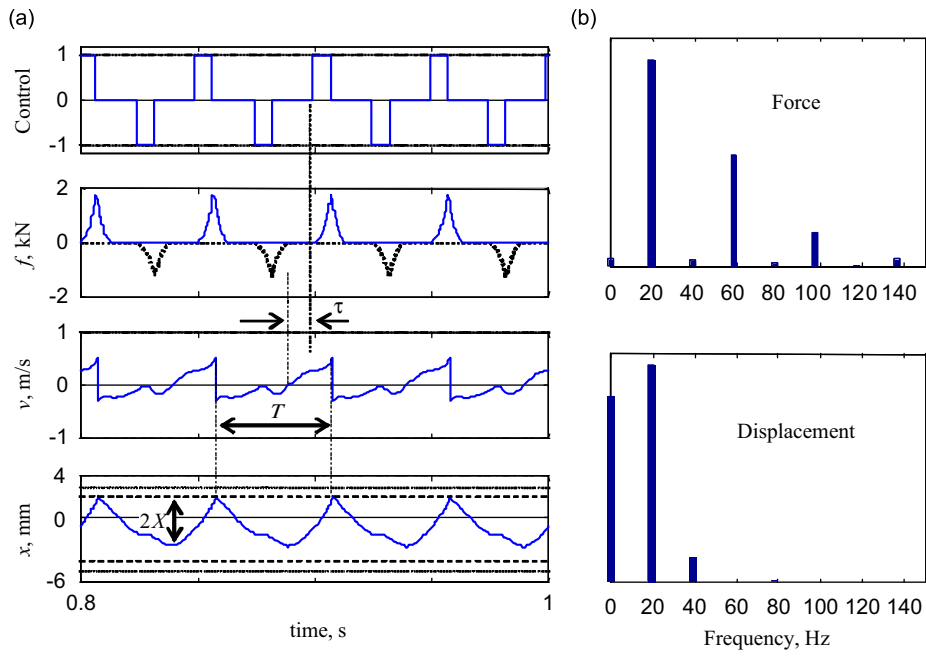 (a)
Control
1
0
-1
f, kN
2
0
-2
τ
v, m/s
1
0
-1
T
x, mm
4
0
-6
2X
0.8
1
time, s
(b)
Force
0 20 40 60 80 100 120 140
Displacement
0 20 40 60 80 100 120 140
Frequency, Hz